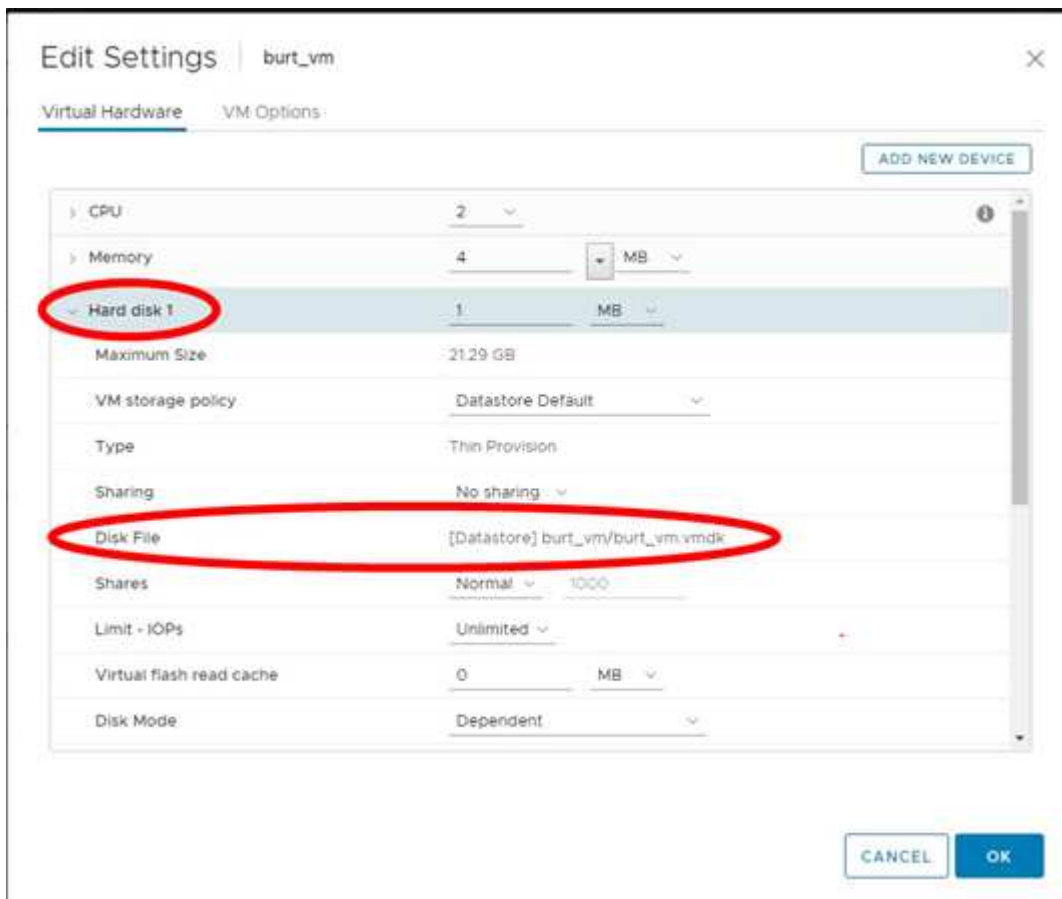 Edit Settings burt_vm
Virtual Hardware VM Options
ADD NEW DEVICE
CPU 2
Memory 4 MB
Hard disk 1 1 MB
Maximum Size 21.29 GB
VM storage policy Datastore Default
Type Thin Provision
Sharing No sharing
Disk File [Datastore] burt_vm/burt_vm.vmdk
Shares Normal 1000
Limit - IOPs Unlimited
Virtual flash read cache 0 MB
Disk Mode Dependent
CANCEL OK